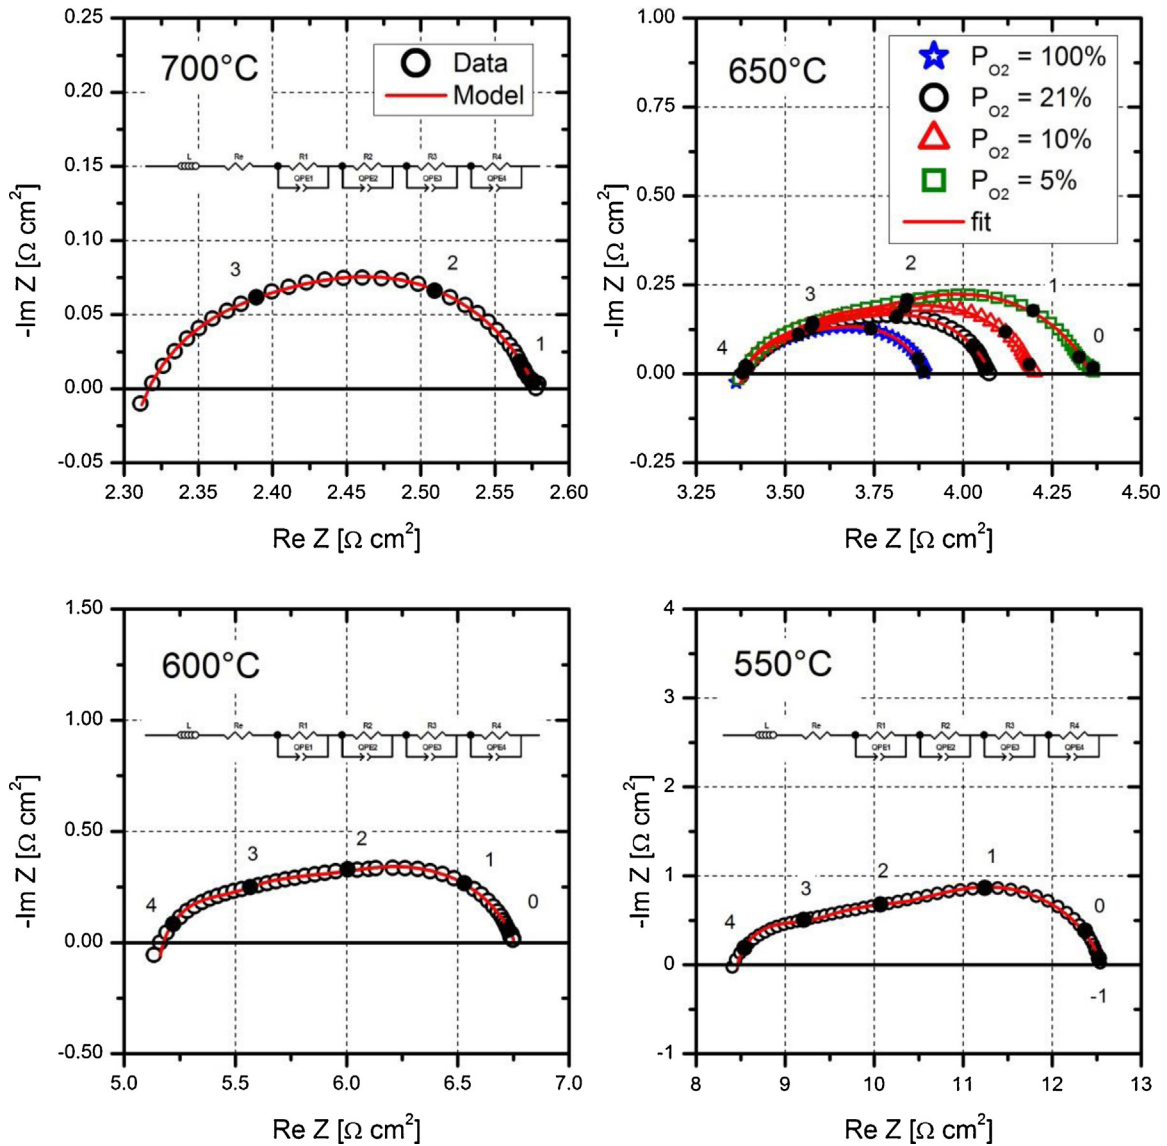 700°C
Data
Model
L Re R1 R2 R3 R4
QPE1 QPE2 QPE3 QPE4
3 2 1
0.25
0.20
0.15
0.10
0.05
0.00
-0.05
-Im Z [Ω cm²]
2.30 2.35 2.40 2.45 2.50 2.55 2.60
Re Z [Ω cm²]
650°C
P_O2 = 100%
P_O2 = 21%
P_O2 = 10%
P_O2 = 5%
fit
4 3 2 1 0
1.00
0.75
0.50
0.25
0.00
-0.25
-Im Z [Ω cm²]
3.25 3.50 3.75 4.00 4.25 4.50
Re Z [Ω cm²]
600°C
L Re R1 R2 R3 R4
QPE1 QPE2 QPE3 QPE4
4 3 2 1 0
1.50
1.00
0.50
0.00
-0.50
-Im Z [Ω cm²]
5.0 5.5 6.0 6.5 7.0
Re Z [Ω cm²]
550°C
L Re R1 R2 R3 R4
QPE1 QPE2 QPE3 QPE4
4 3 2 1 0 -1
4
3
2
1
0
-1
-Im Z [Ω cm²]
8 9 10 11 12 13
Re Z [Ω cm²]